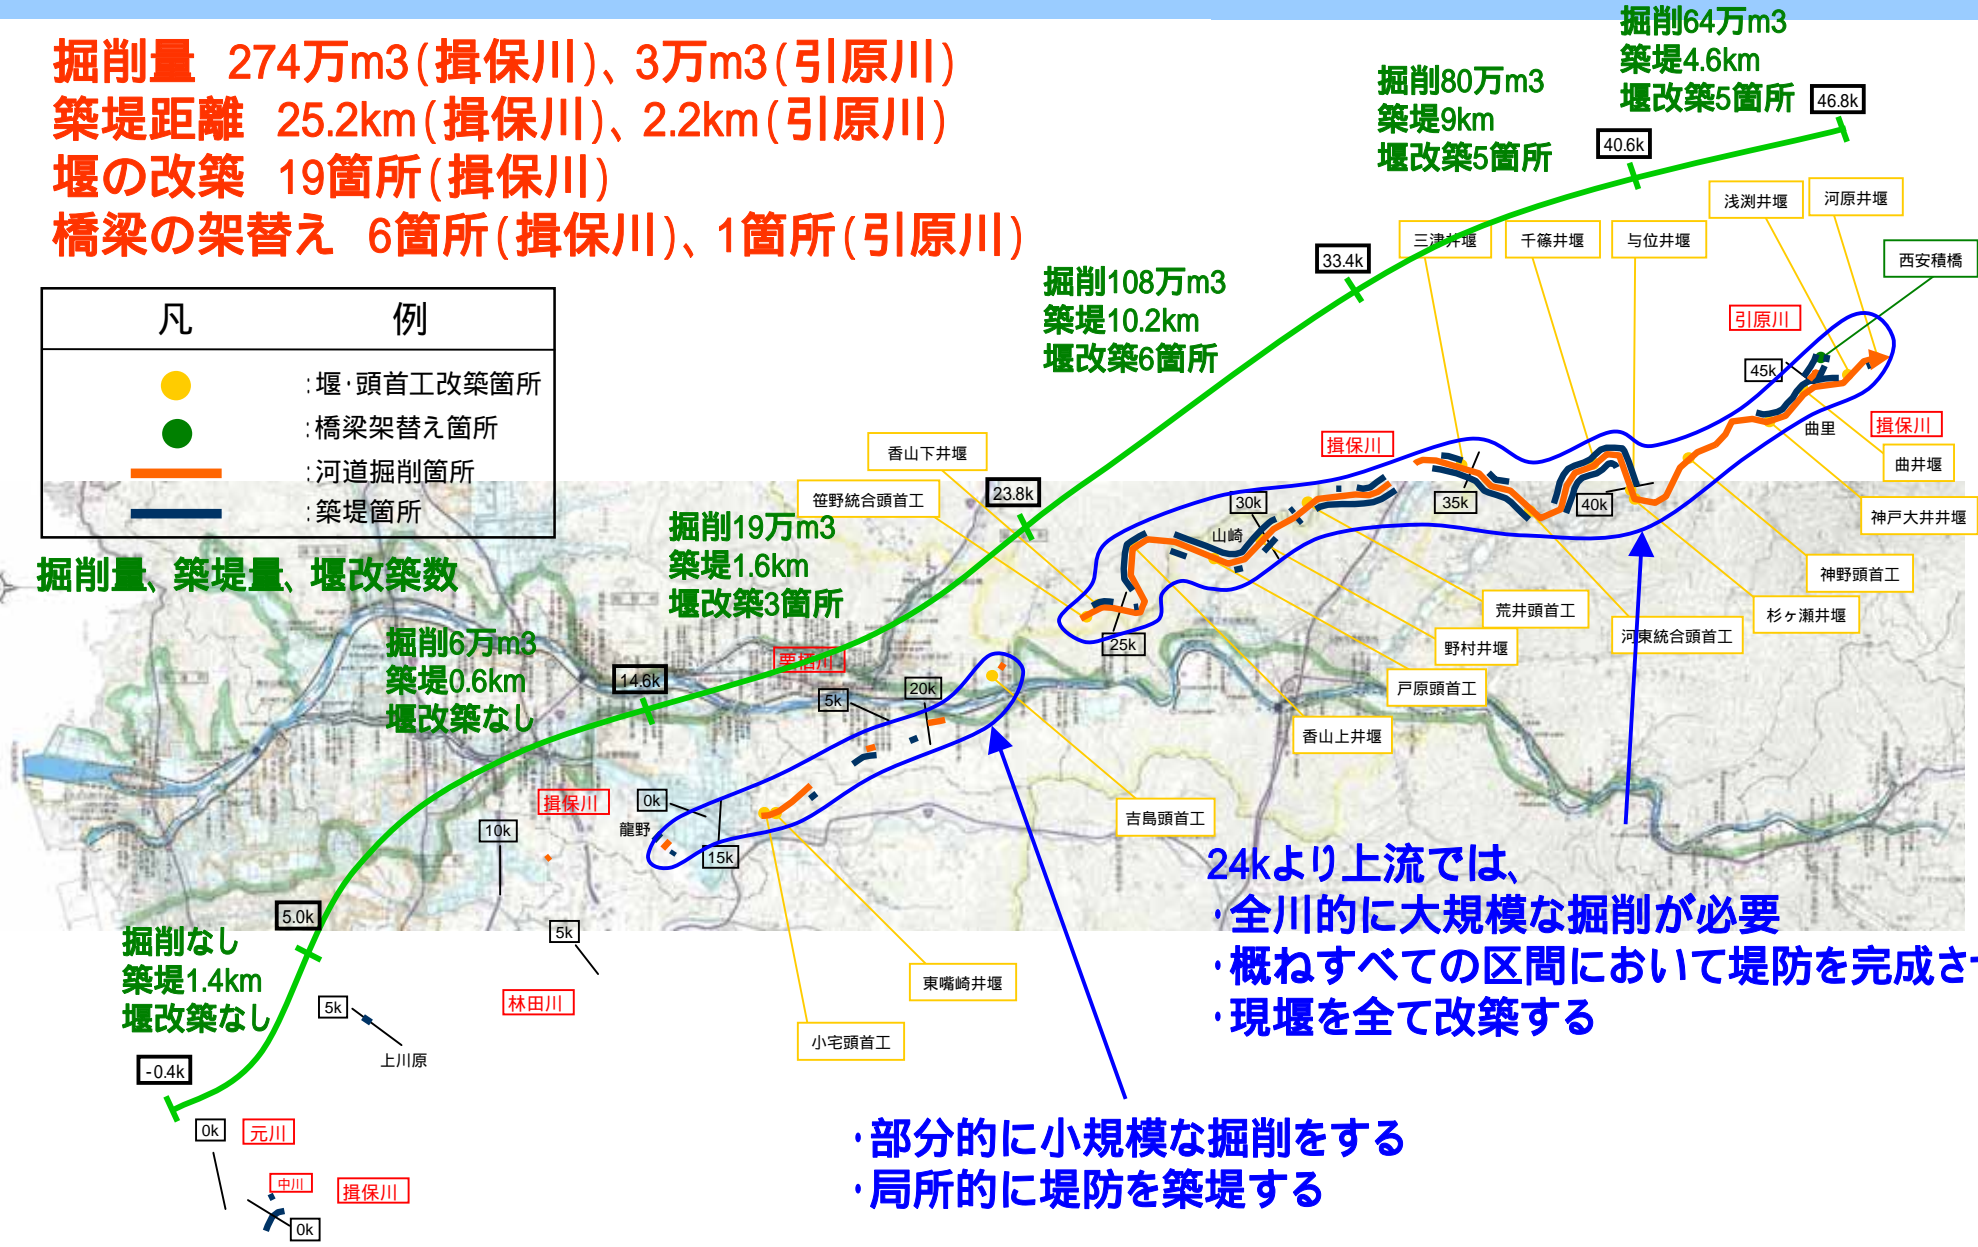 掘削量 274万m3(揖保川)、3万m3(引原川)
築堤距離 25.2km(揖保川)、2.2km(引原川)
堰の改築 19箇所(揖保川)
橋梁の架替え 6箇所(揖保川)、1箇所(引原川)
凡 例
:堰・頭首工改築箇所
:橋梁架替え箇所
:河道掘削箇所
:築堤箇所
掘削量、築堤量、堰改築数
掘削64万m3
築堤4.6km
堰改築5箇所
46.8k
掘削80万m3
築堤9km
堰改築5箇所
40.6k
掘削108万m3
築堤10.2km
堰改築6箇所
33.4k
掘削19万m3
築堤1.6km
堰改築3箇所
23.8k
掘削6万m3
築堤0.6km
堰改築なし
14.6k
掘削なし
築堤1.4km
堰改築なし
5.0k
-0.4k
三津井堰
千篠井堰
与位井堰
浅渕井堰
河原井堰
西安積橋
引原川
45k
曲里
揖保川
曲井堰
神戸大井井堰
神野頭首工
杉ヶ瀬井堰
河東統合頭首工
荒井頭首工
野村井堰
戸原頭首工
香山上井堰
吉島頭首工
香山下井堰
笹野統合頭首工
揖保川
30k
35k
40k
山崎
25k
栗栖川
5k
20k
0k
15k
龍野
揖保川
10k
5k
林田川
東嘴崎井堰
小宅頭首工
5k
上川原
0k
元川
中川
揖保川
0k
24kより上流では、
・全川的に大規模な掘削が必要
・概ねすべての区間において堤防を完成させ
・現堰を全て改築する
・部分的に小規模な掘削をする
・局所的に堤防を築堤する